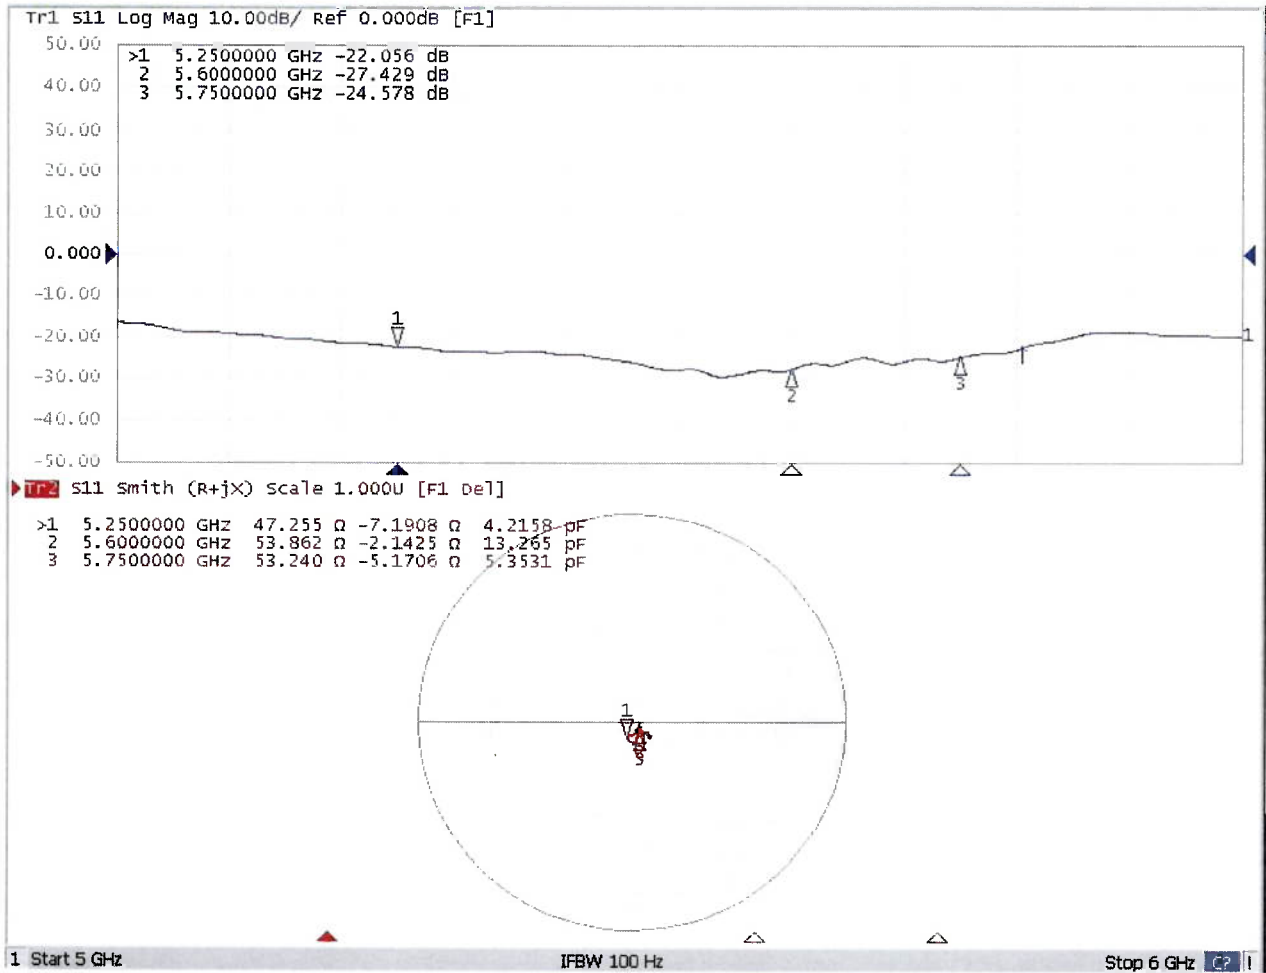 Tr1 S11 Log Mag 10.00dB/ Ref 0.000dB [F1]
50.00
40.00
30.00
20.00
10.00
0.000
-10.00
-20.00
-30.00
-40.00
-50.00
>1 5.2500000 GHz -22.056 dB
2 5.6000000 GHz -27.429 dB
3 5.7500000 GHz -24.578 dB
1
2
3
1
Tr2 S11 Smith (R+jX) Scale 1.000U [F1 Del]
>1 5.2500000 GHz 47.255 Ω -7.1908 Ω 4.2158 pF
2 5.6000000 GHz 53.862 Ω -2.1425 Ω 13.265 pF
3 5.7500000 GHz 53.240 Ω -5.1706 Ω 5.3531 pF
1
3
1 Start 5 GHz IFBW 100 Hz Stop 6 GHz C? !